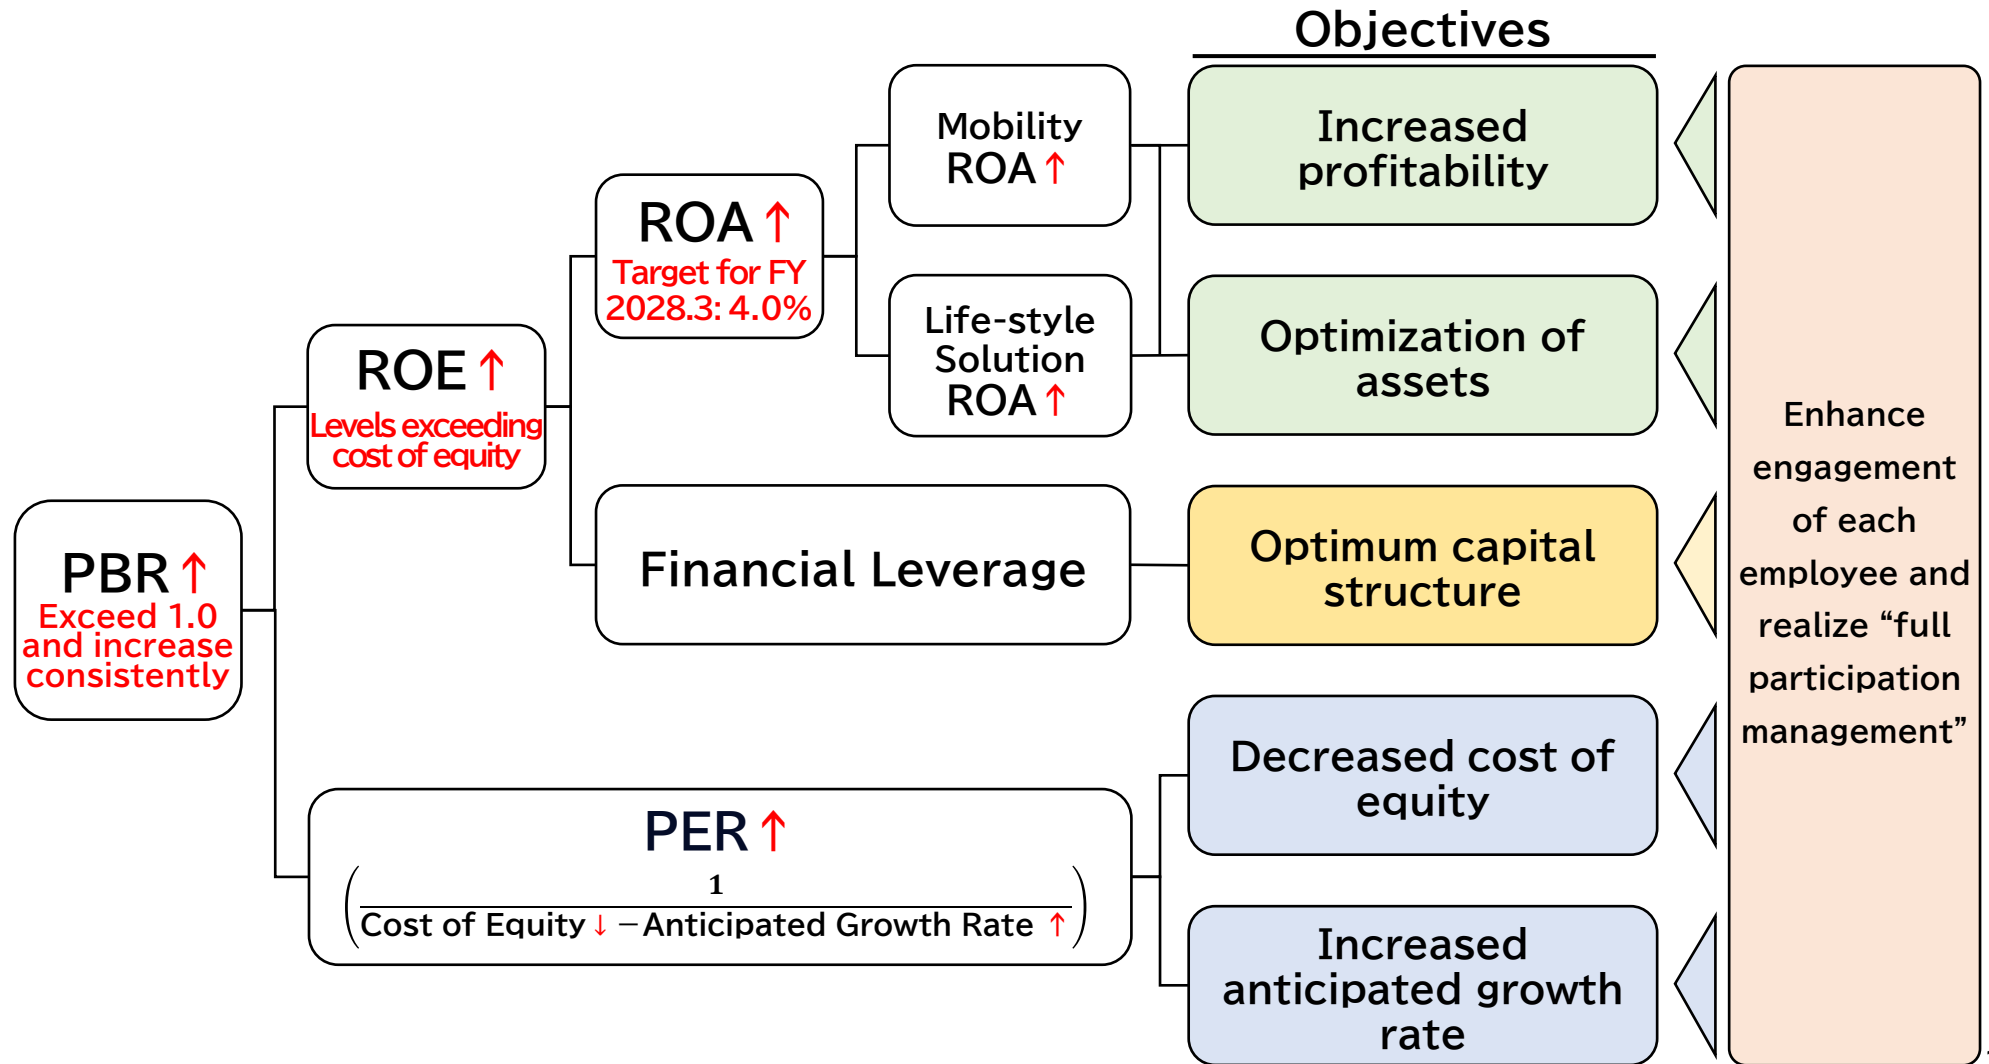 Objectives
Mobility
ROA ↑
Increased
profitability
ROA ↑
Target for FY
2028.3: 4.0%
Life-style
Solution
ROA ↑
Optimization of
assets
ROE ↑
Levels exceeding
cost of equity
Financial Leverage
Optimum capital
structure
PBR ↑
Exceed 1.0
and increase
consistently
Decreased cost of
equity
PER ↑
1
Cost of Equity ↓ −Anticipated Growth Rate ↑
Increased
anticipated growth
rate
Enhance
engagement
of each
employee and
realize “full
participation
management”